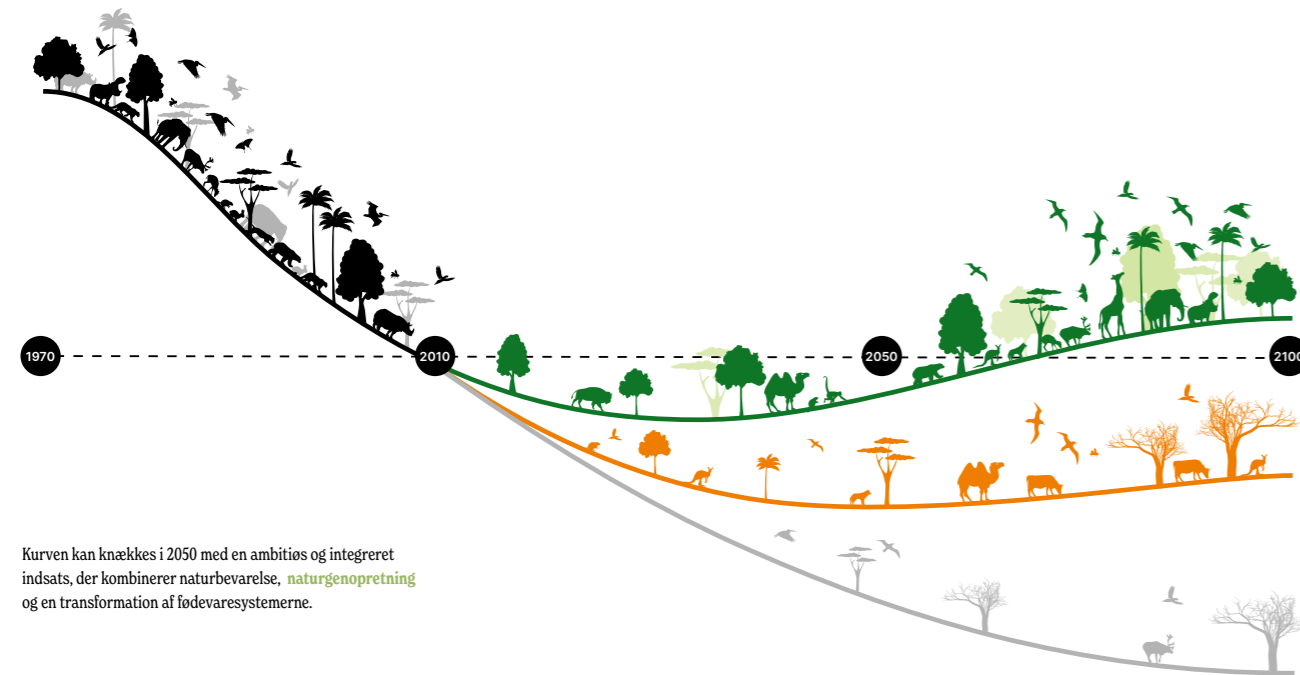 1970
2010
2050
2100
Kurven kan knækkes i 2050 med en ambitiøs og integreret
indsats, der kombinerer naturbevarelse, naturgenopretning
og en transformation af fødevaresystemerne.